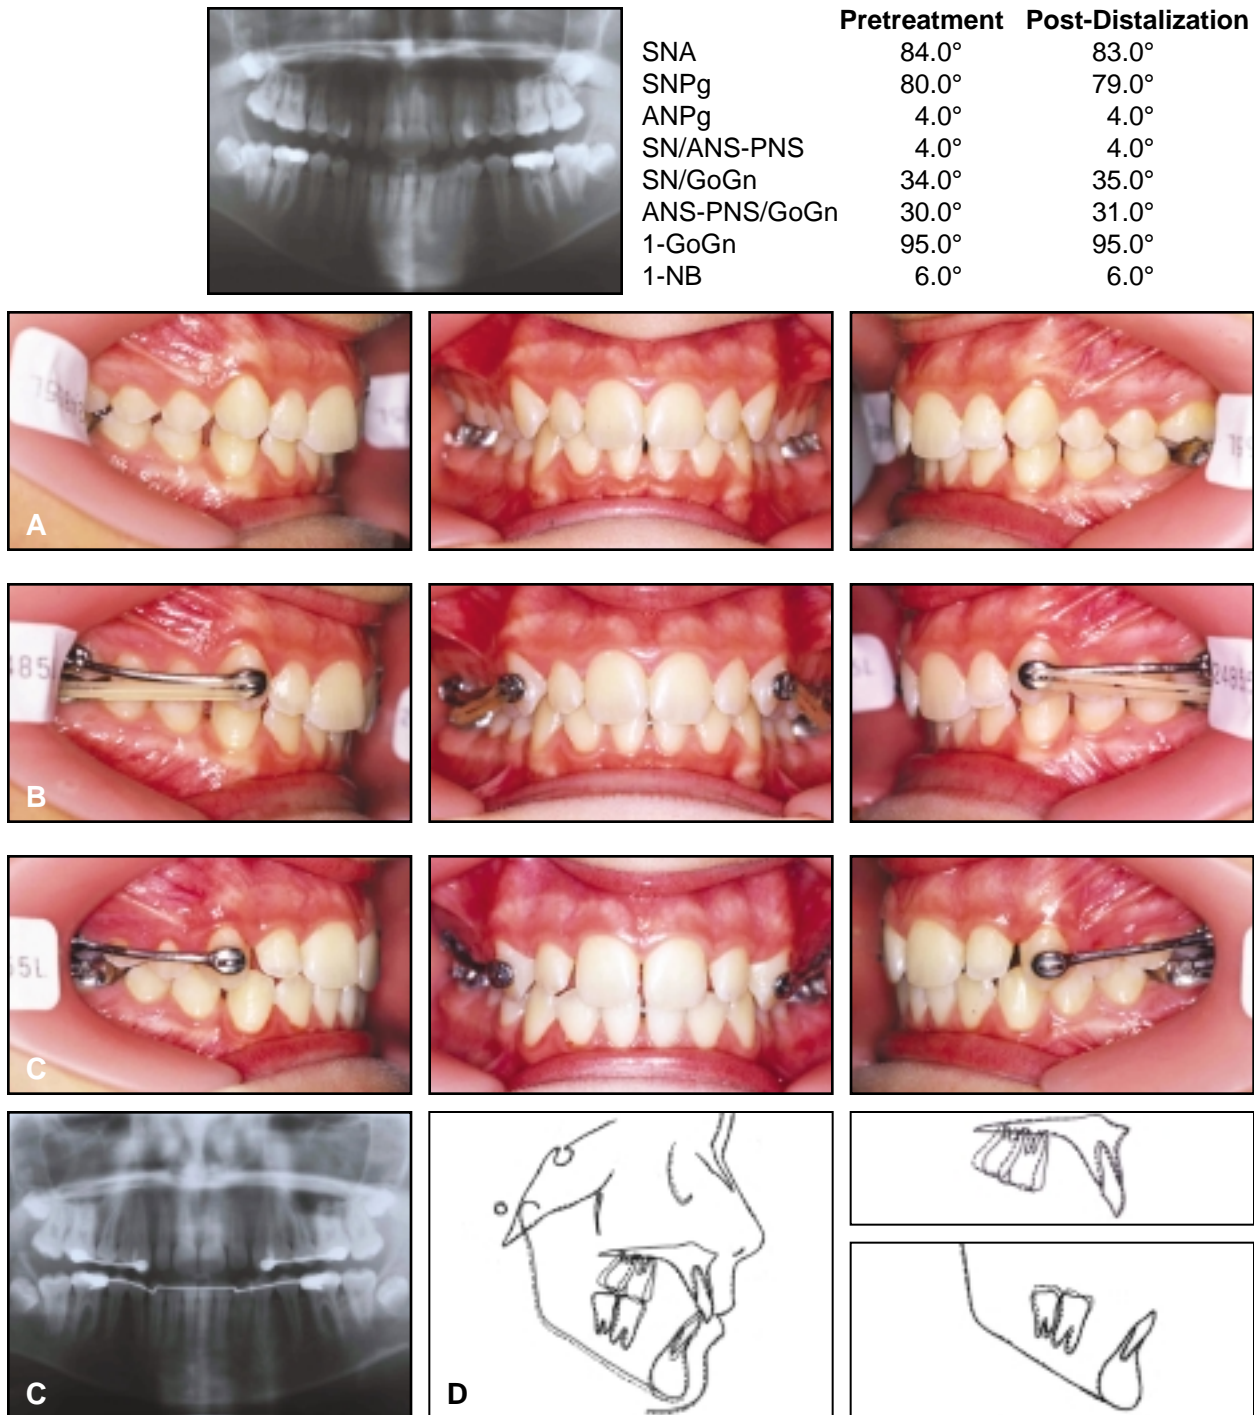 Pretreatment Post-Distalization
SNA 84.0° 83.0°
SNPg 80.0° 79.0°
ANPg 4.0° 4.0°
SN/ANS-PNS 4.0° 4.0°
SN/GoGn 34.0° 35.0°
ANS-PNS/GoGn 30.0° 31.0°
1-GoGn 95.0° 95.0°
1-NB 6.0° 6.0°
A
485
B
C
C
D